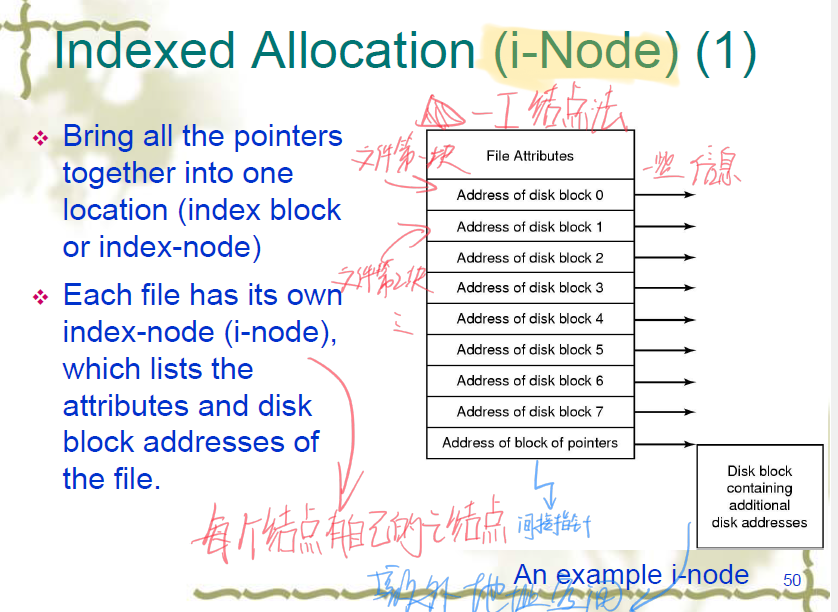 Indexed Allocation (i-Node) (1)
一工结点法
Bring all the pointers
together into one
location (index block
or index-node)
Each file has its own
index-node (i-node),
which lists the
attributes and disk
block addresses of
the file.
文件第一块
文件第2块
三
File Attributes
一些信息
Address of disk block 0
Address of disk block 1
Address of disk block 2
Address of disk block 3
Address of disk block 4
Address of disk block 5
Address of disk block 6
Address of disk block 7
Address of block of pointers
Disk block
containing
additional
disk addresses
每个结点有自己的 结点
间接指针
额外地址空间
An example i-node
50